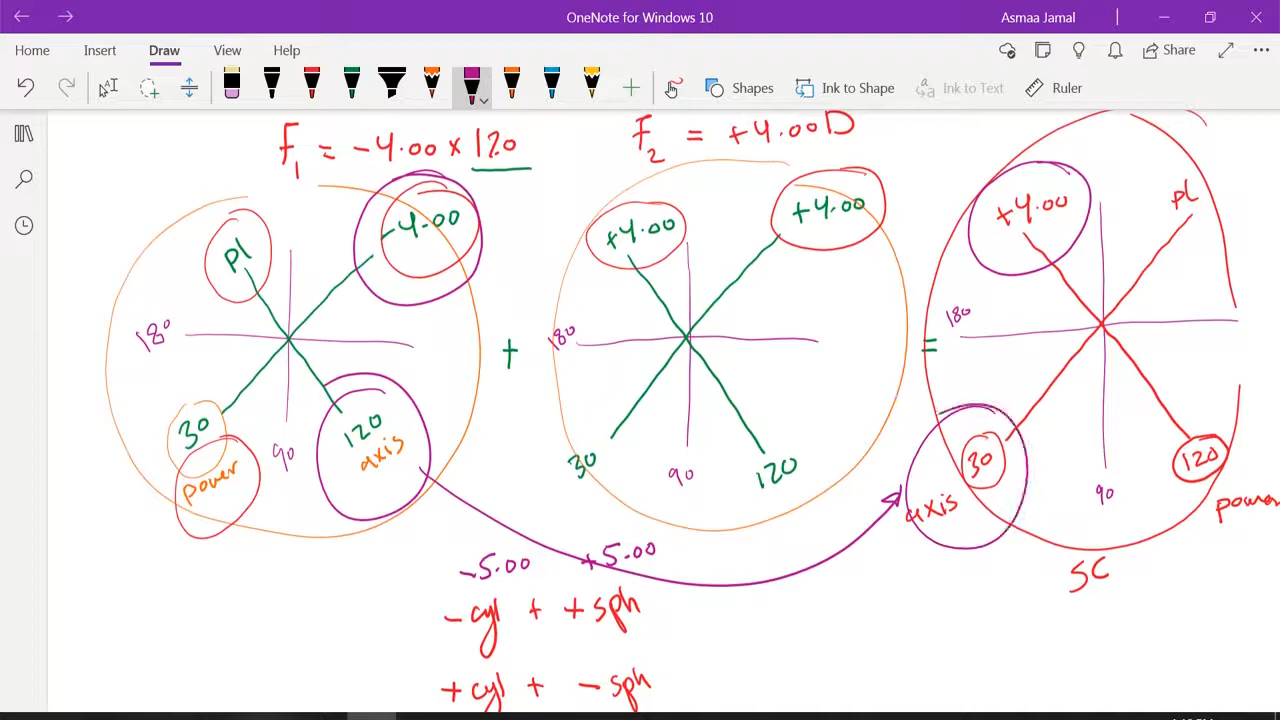 OneNote for Windows 10
Asmaa Jamal
Home Insert Draw View Help
Share
Shapes Ink to Shape Ink to Text Ruler
F1 = -4.00 × 120
F2 = +4.00D
pl -4.00
+4.00 +4.00
+4.00 pl
180
180
180
+
=
30 120
power axis
90
30 120
90
30 120
axis power
90
SC
-5.00 +5.00
-cyl + +sph
+cyl + -sph